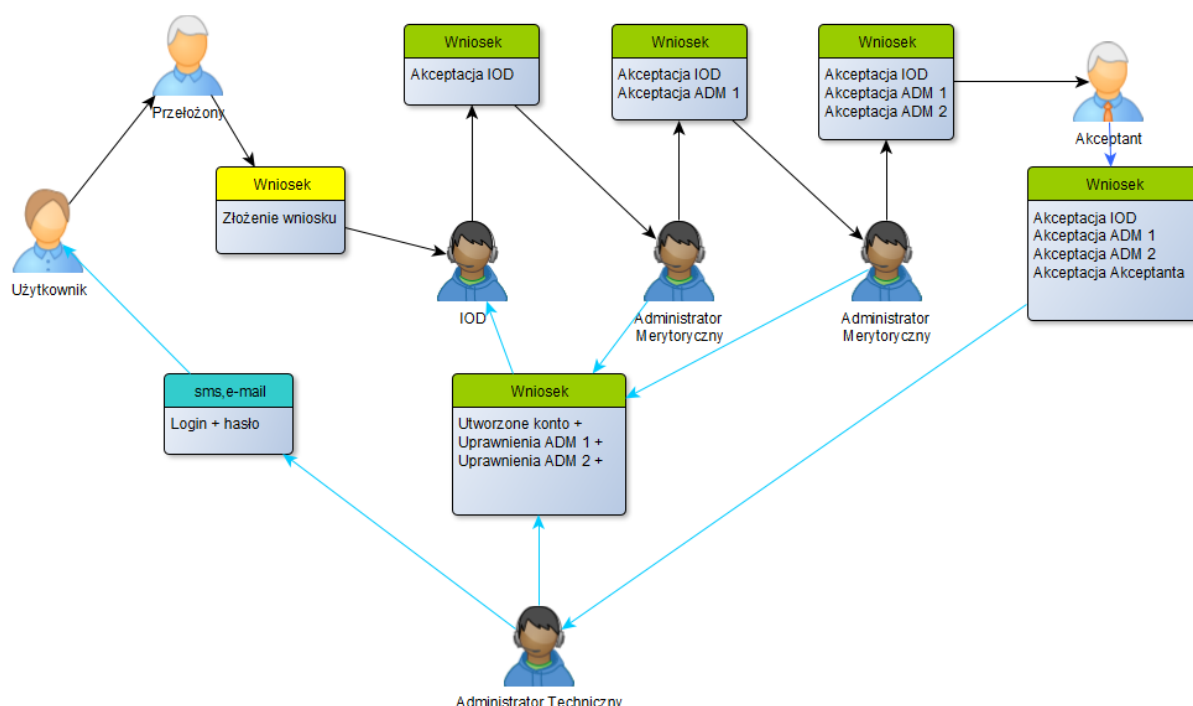 Wniosek
Akceptacja IOD
Wniosek
Akceptacja IOD
Akceptacja ADM 1
Wniosek
Akceptacja IOD
Akceptacja ADM 1
Akceptacja ADM 2
Przełożony
Akceptant
Wniosek
Złożenie wniosku
Wniosek
Akceptacja IOD
Akceptacja ADM 1
Akceptacja ADM 2
Akceptacja Akceptanta
Użytkownik
IOD
Administrator
Merytoryczny
Administrator
Merytoryczny
sms,e-mail
Login + hasło
Wniosek
Utworzone konto +
Uprawnienia ADM 1 +
Uprawnienia ADM 2 +
Administrator Techniczny